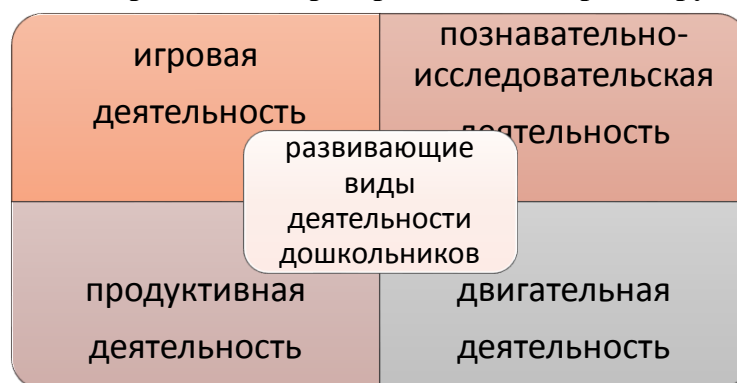 игровая
деятельность
познавательно-
исследовательская
деятельность
развивающие
виды
деятельности
дошкольников
продуктивная
деятельность
двигательная
деятельность